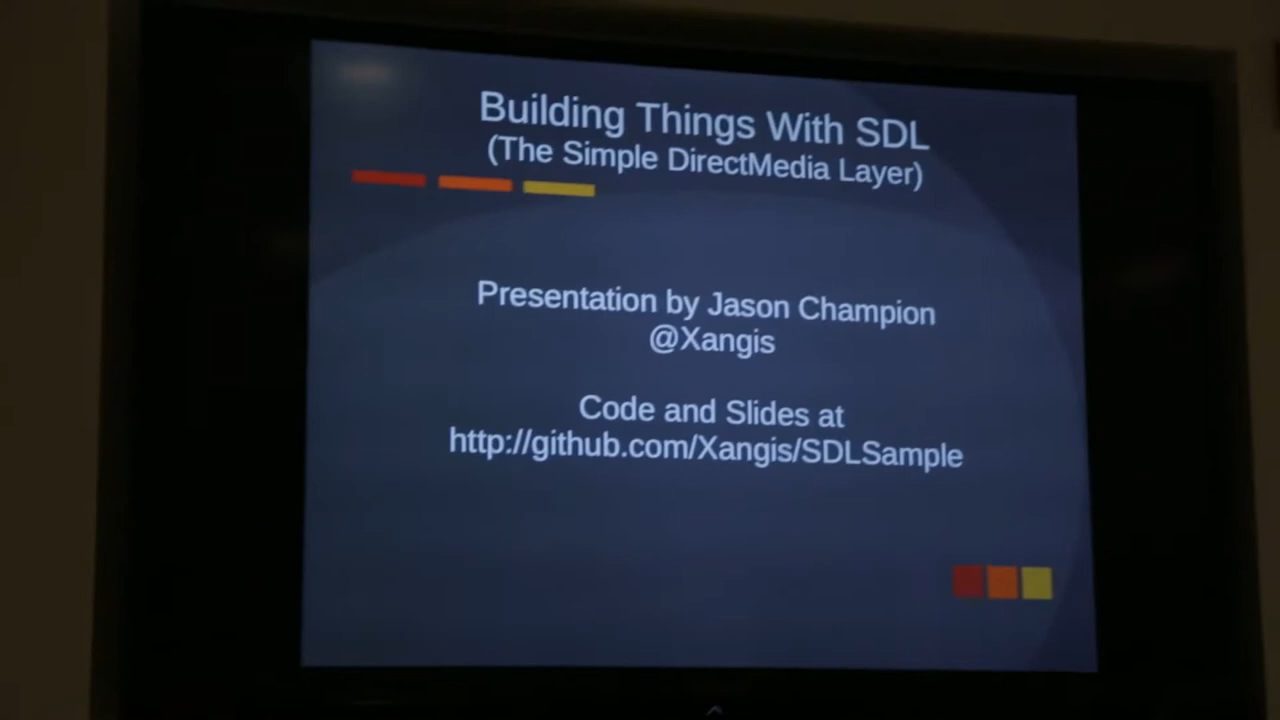 Building Things With SDL
(The Simple DirectMedia Layer)
Presentation by Jason Champion
@Xangis
Code and Slides at
http://github.com/Xangis/SDLSample